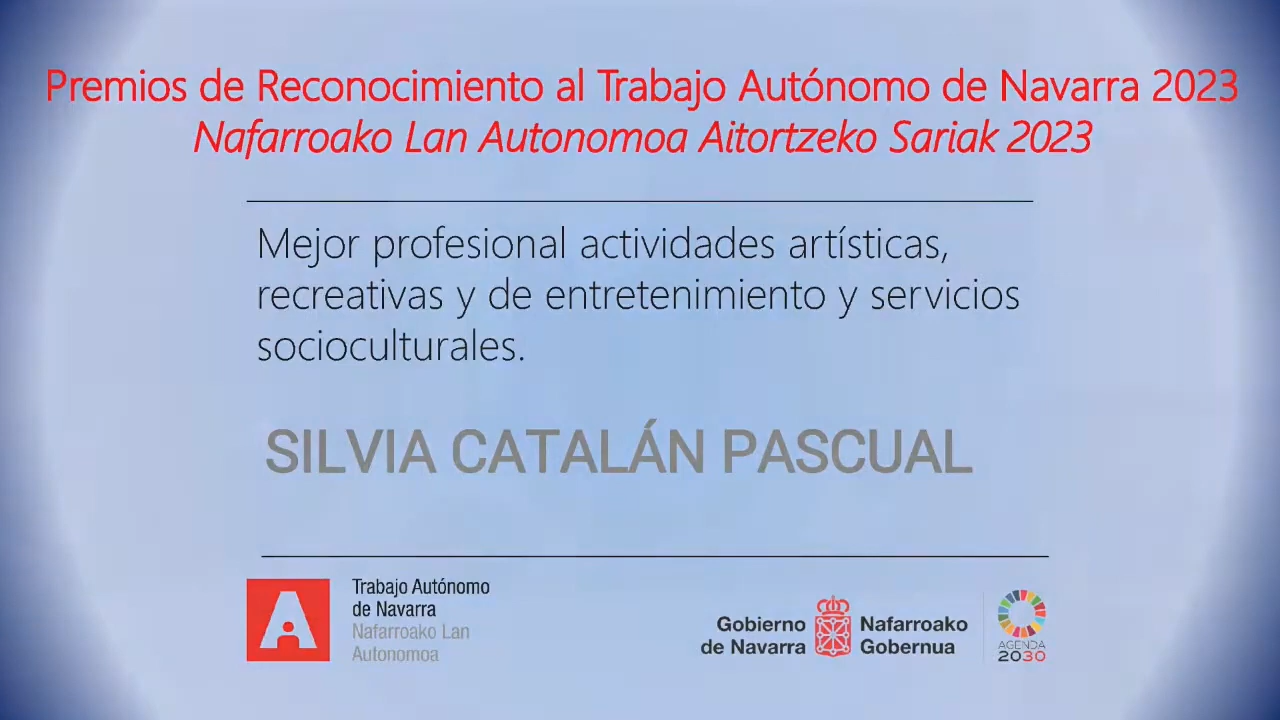 Premios de Reconocimiento al Trabajo Autónomo de Navarra 2023
Nafarroako Lan Autonomoa Aitortzeko Sariak 2023
Mejor profesional actividades artísticas,
recreativas y de entretenimiento y servicios
socioculturales.
SILVIA CATALÁN PASCUAL
A
Trabajo Autónomo
de Navarra
Nafarroako Lan
Autonomoa
Gobierno
de Navarra
Nafarroako
Gobernua
AGENDA
2030